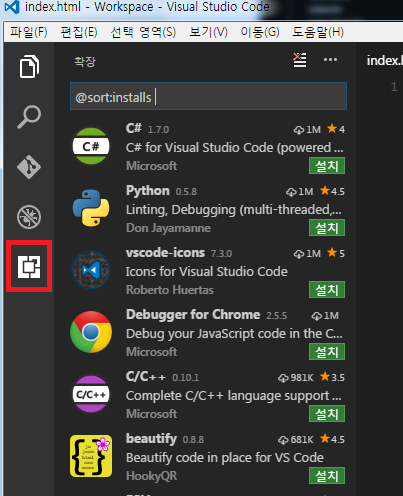 index.html - Workspace - Visual Studio Code
파일(F) 편집(E) 선택 영역(S) 보기(V) 이동(G) 도움말(H)
확장
index.h
@sort:installs
1
C# 1.7.0 1M 4
C#
C# for Visual Studio Code (powered ...
Microsoft 설치
Python 0.5.8 1M 4.5
Linting, Debugging (multi-threaded,...
Don Jayamanne 설치
vscode-icons 7.3.0 1M 5
Icons for Visual Studio Code
Roberto Huertas 설치
Debugger for Chrome 2.5.5 1M
Debug your JavaScript code in the C...
Microsoft 설치
C/C++ 0.10.1 981K 3.5
C/C++
Complete C/C++ language support ...
Microsoft 설치
beautify 0.8.8 681K 4.5
Beautify code in place for VS Code
HookyQR 설치